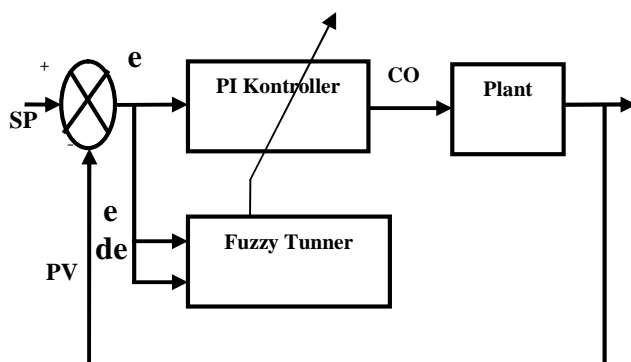 +
e
SP
-
PI Kontroller
CO
Plant
e
de
PV
Fuzzy Tunner